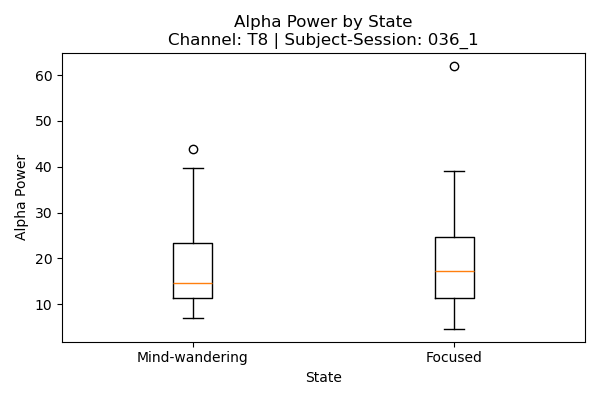 Alpha Power by State
Channel: T8 | Subject-Session: 036_1
Alpha Power
60
50
40
30
20
10
Mind-wandering
Focused
State